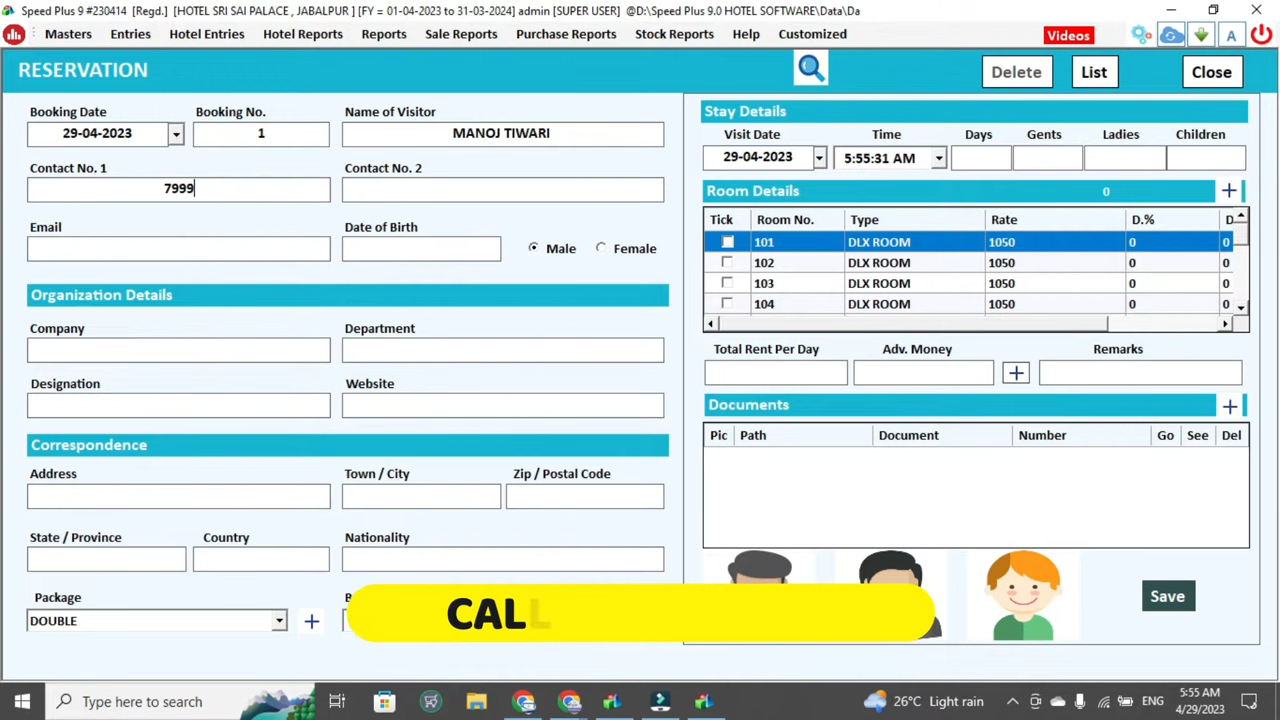 Speed Plus 9 #230414 [Regd.] [HOTEL SRI SAI PALACE , JABALPUR ] [FY = 01-04-2023 to 31-03-2024] admin [SUPER USER] @D:\Speed Plus 9.0 HOTEL SOFTWARE\Data\Da
Masters Entries Hotel Entries Hotel Reports Reports Sale Reports Purchase Reports Stock Reports Help Customized Videos A
RESERVATION Delete List Close
Booking Date Booking No. Name of Visitor
29-04-2023 1 MANOJ TIWARI
Contact No. 1 Contact No. 2
7999
Email Date of Birth
Male Female
Organization Details
Company Department
Designation Website
Correspondence
Address Town / City Zip / Postal Code
State / Province Country Nationality
Package
DOUBLE +
Stay Details
Visit Date Time Days Gents Ladies Children
29-04-2023 5:55:31 AM
Room Details 0 +
Tick Room No. Type Rate D.% D
101 DLX ROOM 1050 0 0
102 DLX ROOM 1050 0 0
103 DLX ROOM 1050 0 0
104 DLX ROOM 1050 0 0
Total Rent Per Day Adv. Money Remarks
+
Documents +
Pic Path Document Number Go See Del
Save
CALL
Type here to search 26°C Light rain ENG 5:55 AM
4/29/2023